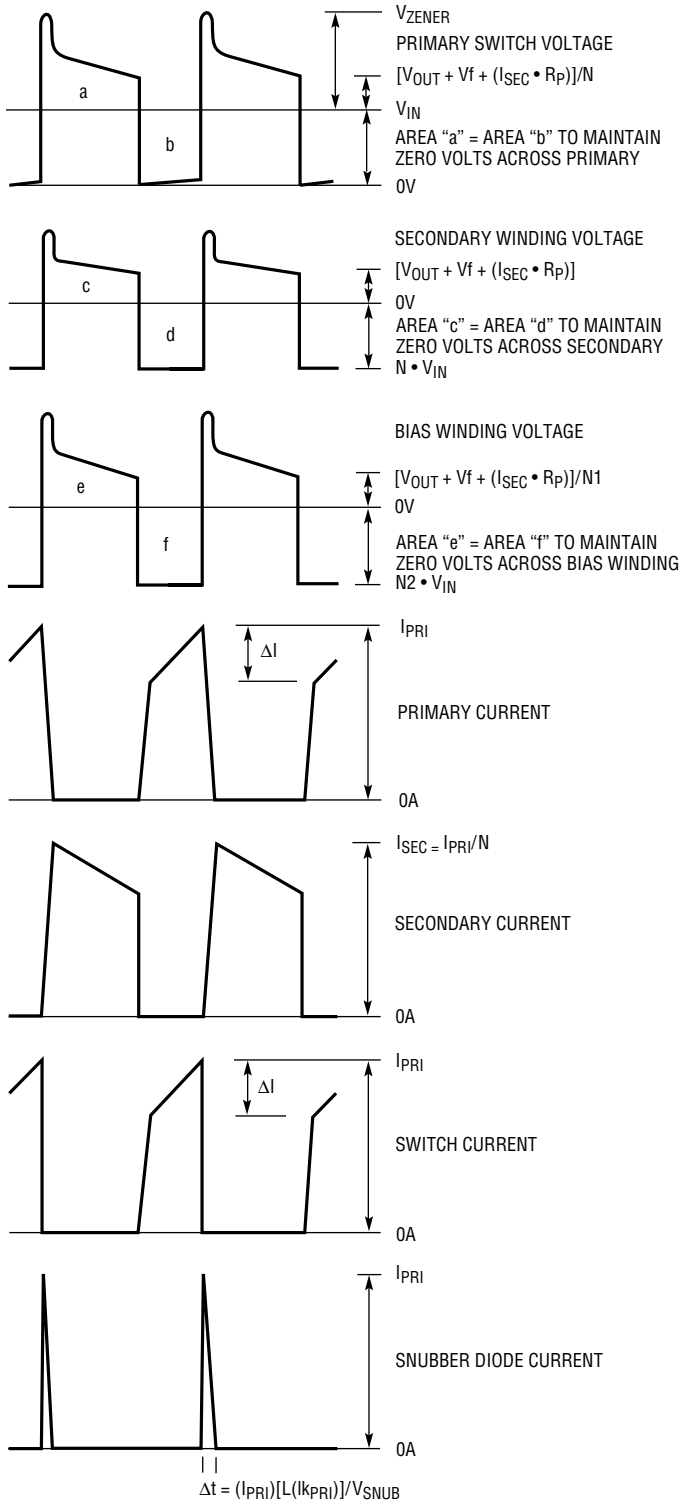 V_ZENER
PRIMARY SWITCH VOLTAGE
[V_OUT + Vf + (I_SEC • R_P)]/N
a
V_IN
b
AREA “a” = AREA “b” TO MAINTAIN
ZERO VOLTS ACROSS PRIMARY
0V
SECONDARY WINDING VOLTAGE
[V_OUT + Vf + (I_SEC • R_P)]
c
0V
d
AREA “c” = AREA “d” TO MAINTAIN
ZERO VOLTS ACROSS SECONDARY
N • V_IN
BIAS WINDING VOLTAGE
[V_OUT + Vf + (I_SEC • R_P)]/N1
e
0V
f
AREA “e” = AREA “f” TO MAINTAIN
ZERO VOLTS ACROSS BIAS WINDING
N2 • V_IN
I_PRI
ΔI
PRIMARY CURRENT
0A
I_SEC = I_PRI/N
SECONDARY CURRENT
0A
I_PRI
ΔI
SWITCH CURRENT
0A
I_PRI
SNUBBER DIODE CURRENT
0A
Δt = (I_PRI)[L(lk_PRI)]/V_SNUB